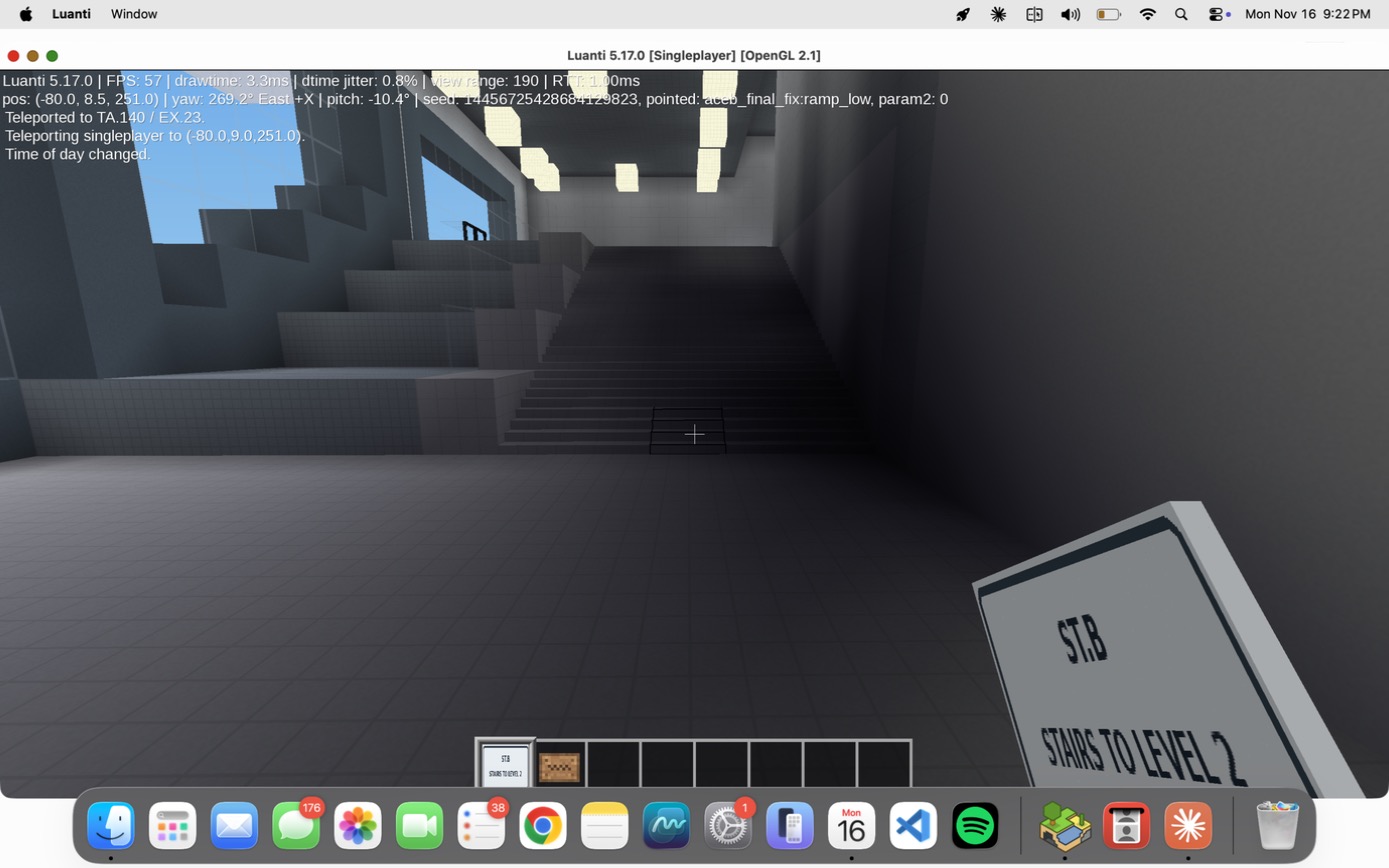 Luanti Window Mon Nov 16 9:22 PM
Luanti 5.17.0 [Singleplayer] [OpenGL 2.1]
Luanti 5.17.0 | FPS: 57 | drawtime: 3.3ms | dtime jitter: 0.8% | view range: 190 | RTT: 1.00ms
pos: (-80.0, 8.5, 251.0) | yaw: 269.2° East +X | pitch: -10.4° | seed: 14456725428684129823, pointed: aceb_final_fix:ramp_low, param2: 0
Teleported to TA.140 / EX.23.
Teleporting singleplayer to (-80.0,9.0,251.0).
Time of day changed.
ST.B
STAIRS TO LEVEL 2
ST.B
STAIRS TO LEVEL 2
176
38
1
Mon
16